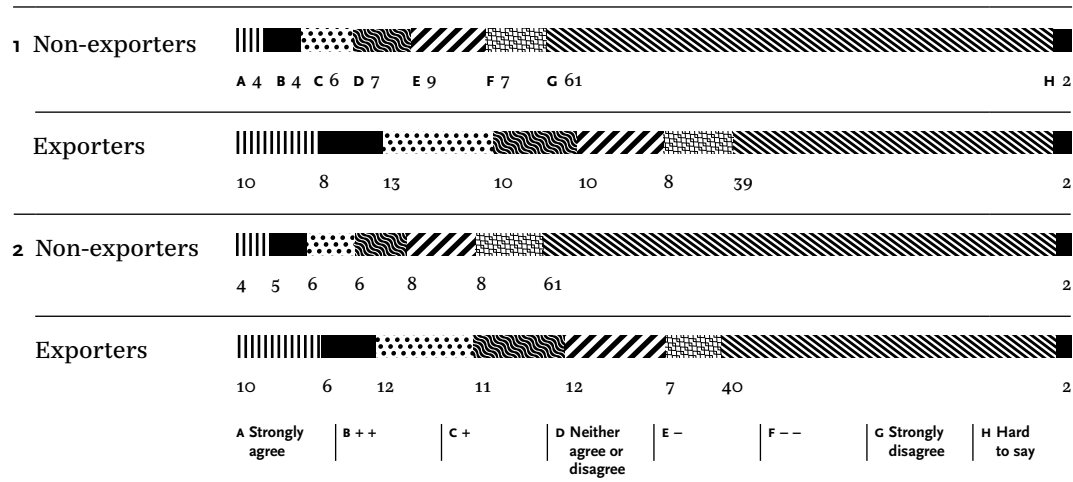 1 Non-exporters
A 4 B 4 C 6 D 7 E 9 F 7 G 61 H 2
Exporters
10 8 13 10 10 8 39 2
2 Non-exporters
4 5 6 6 8 8 61 2
Exporters
10 6 12 11 12 7 40 2
A Strongly agree B + + C + D Neither agree or disagree E – F – – G Strongly disagree H Hard to say